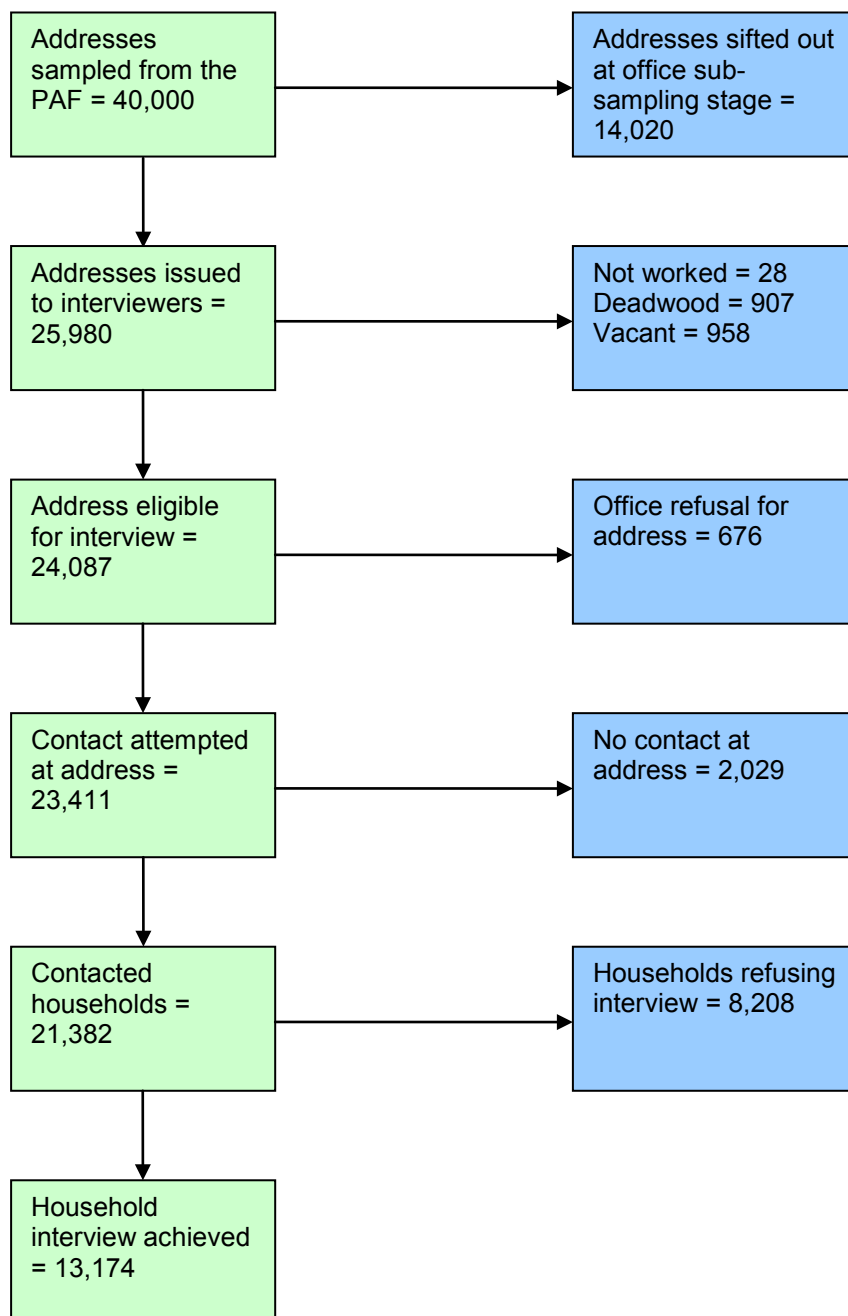 Addresses
sampled from the
PAF = 40,000
Addresses sifted out
at office sub-
sampling stage =
14,020
Addresses issued
to interviewers =
25,980
Not worked = 28
Deadwood = 907
Vacant = 958
Address eligible
for interview =
24,087
Office refusal for
address = 676
Contact attempted
at address =
23,411
No contact at
address = 2,029
Contacted
households =
21,382
Households refusing
interview = 8,208
Household
interview achieved
= 13,174